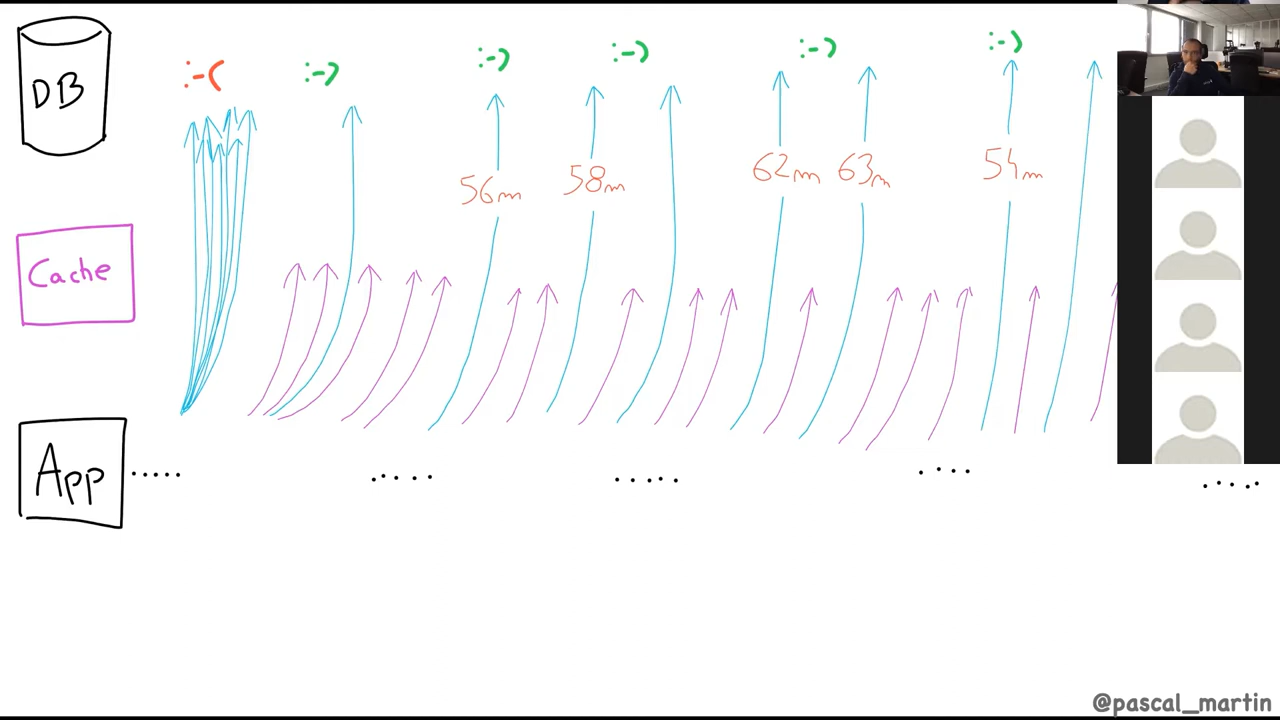 DB
:-( :-) :-) :-) :-) :-)
56m 58m 62m 63m 54m
Cache
App ..... ..... ..... .... .....
@pascal_martin